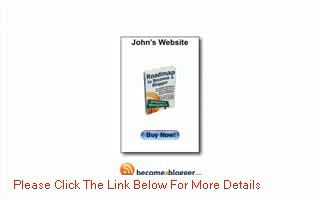 John's Website
Roadmap
to Become a
Blogger
Buy Now!
becomeablogger
Please Click The Link Below For More Details